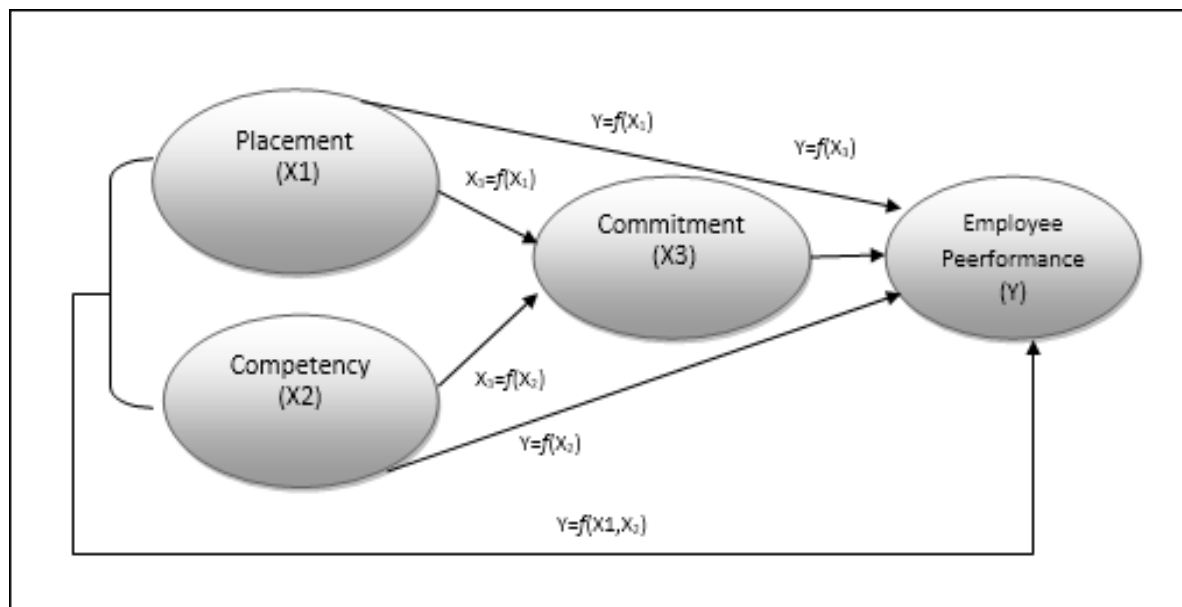 Placement
(X1)
Y=f(X₁)
Y=f(X₃)
X₃=f(X₁)
Commitment
(X3)
Employee
Peerformance
(Y)
Competency
(X2)
X₃=f(X₂)
Y=f(X₂)
Y=f(X1,X₂)